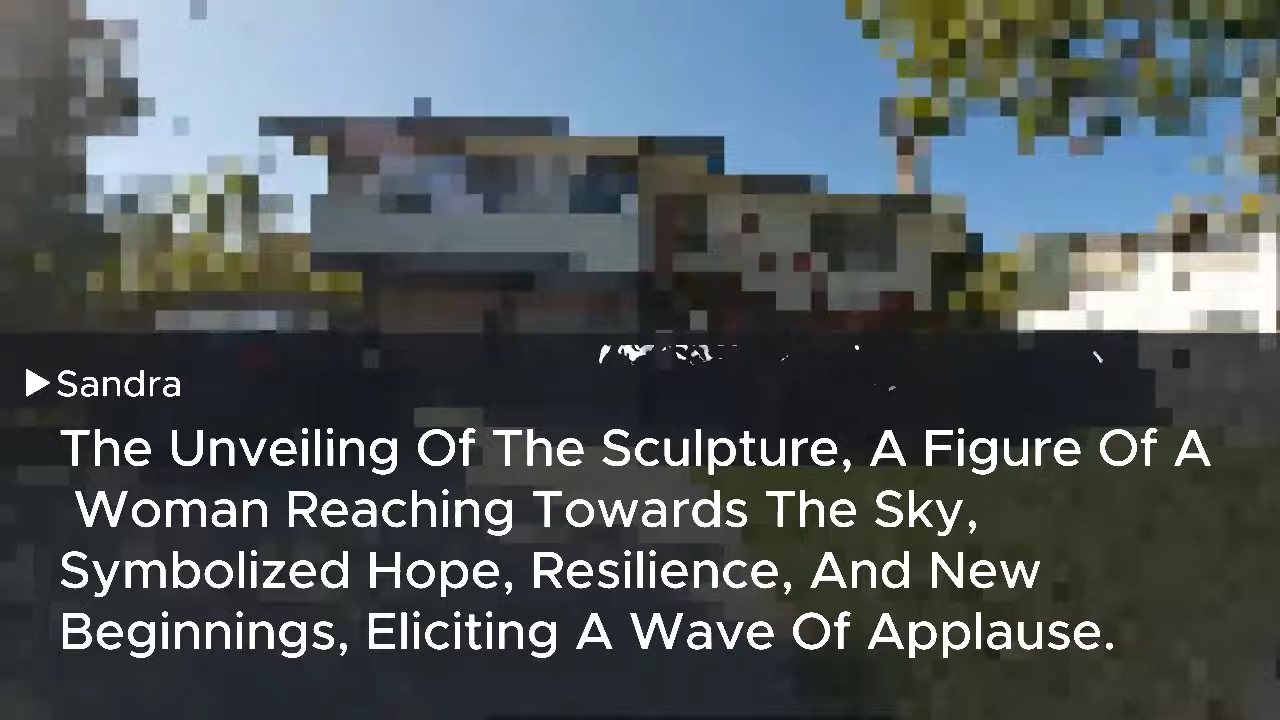 Sandra
The Unveiling Of The Sculpture, A Figure Of A
Woman Reaching Towards The Sky,
Symbolized Hope, Resilience, And New
Beginnings, Eliciting A Wave Of Applause.